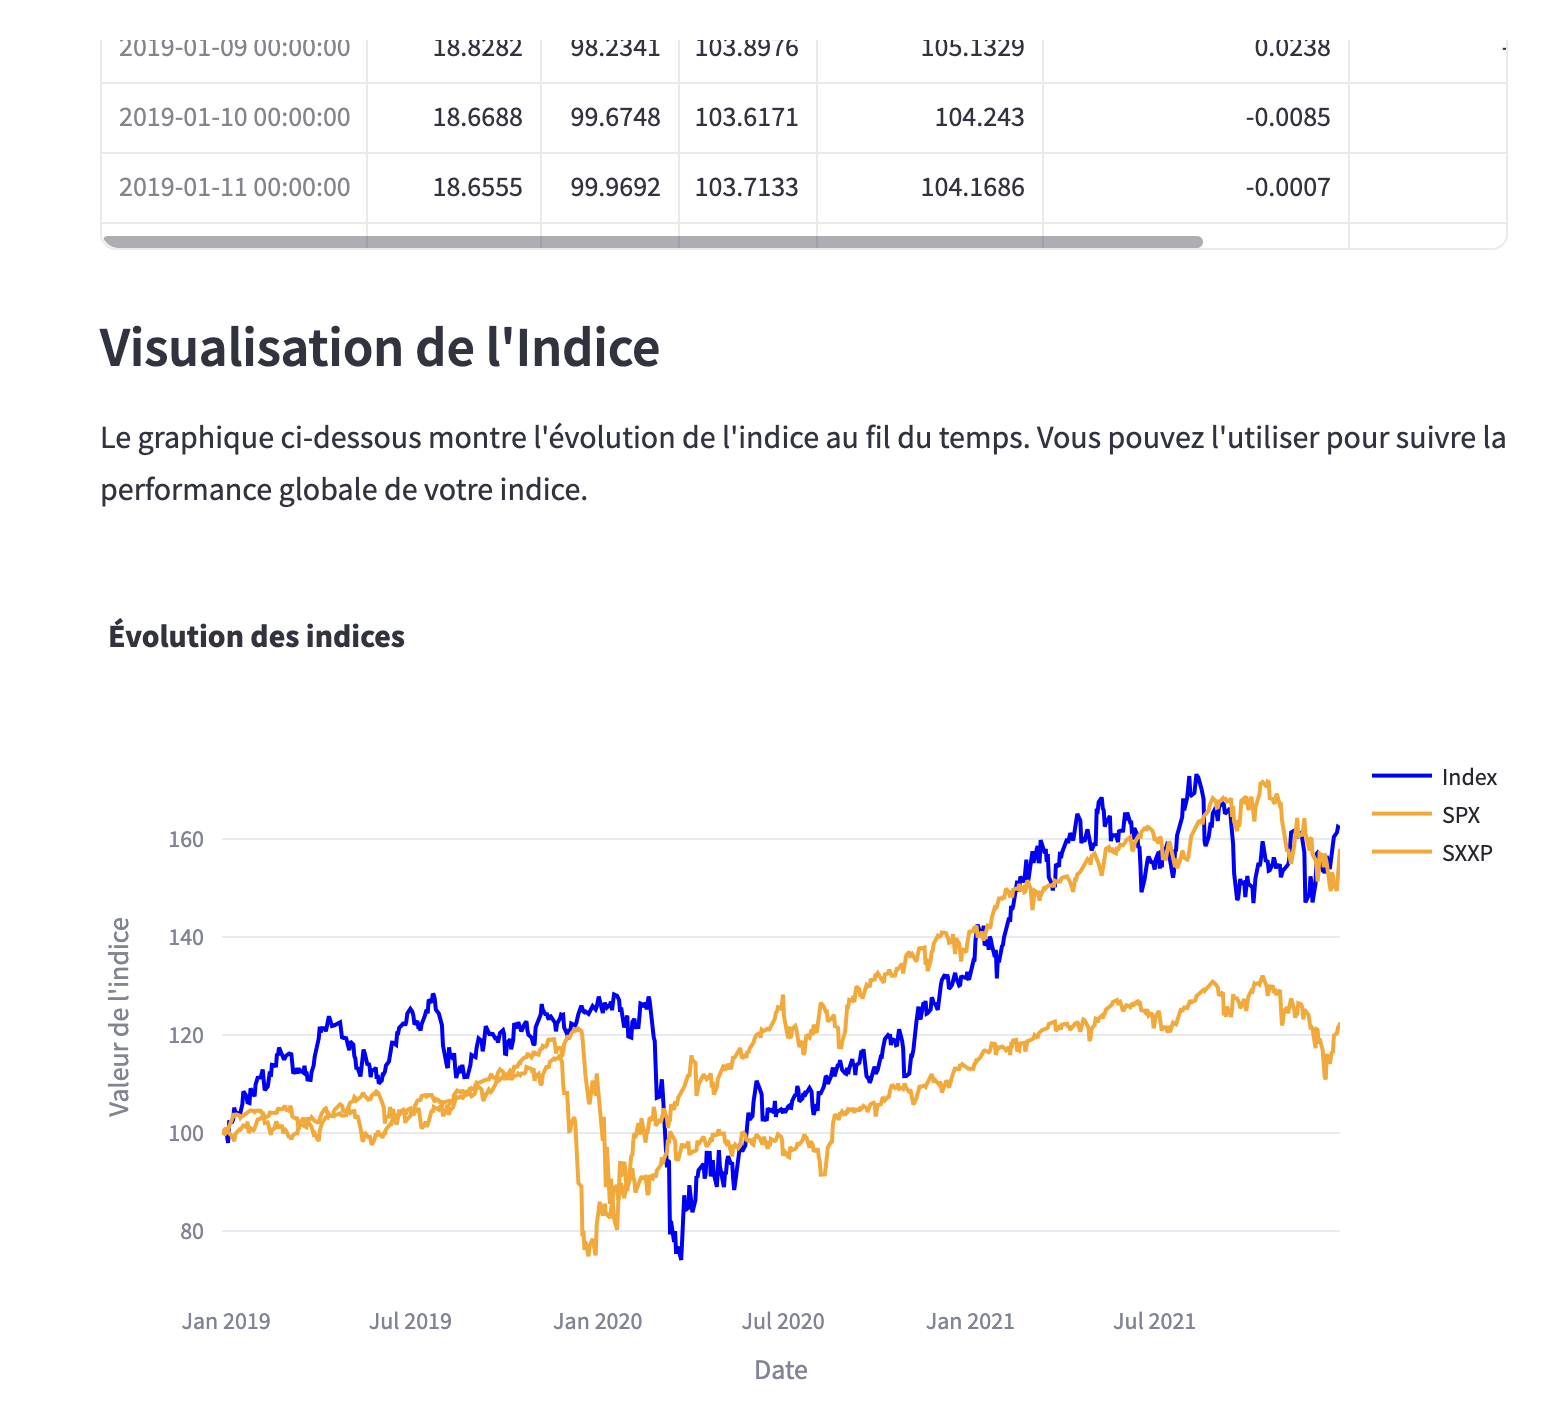 2019-01-09 00:00:00 18.8282 98.2341 103.8976 105.1329 0.0238 -
2019-01-10 00:00:00 18.6688 99.6748 103.6171 104.243 -0.0085
2019-01-11 00:00:00 18.6555 99.9692 103.7133 104.1686 -0.0007
Visualisation de l'Indice
Le graphique ci-dessous montre l'évolution de l'indice au fil du temps. Vous pouvez l'utiliser pour suivre la
performance globale de votre indice.
Évolution des indices
Index
SPX
SXXP
Valeur de l'indice
160
140
120
100
80
Jan 2019 Jul 2019 Jan 2020 Jul 2020 Jan 2021 Jul 2021
Date